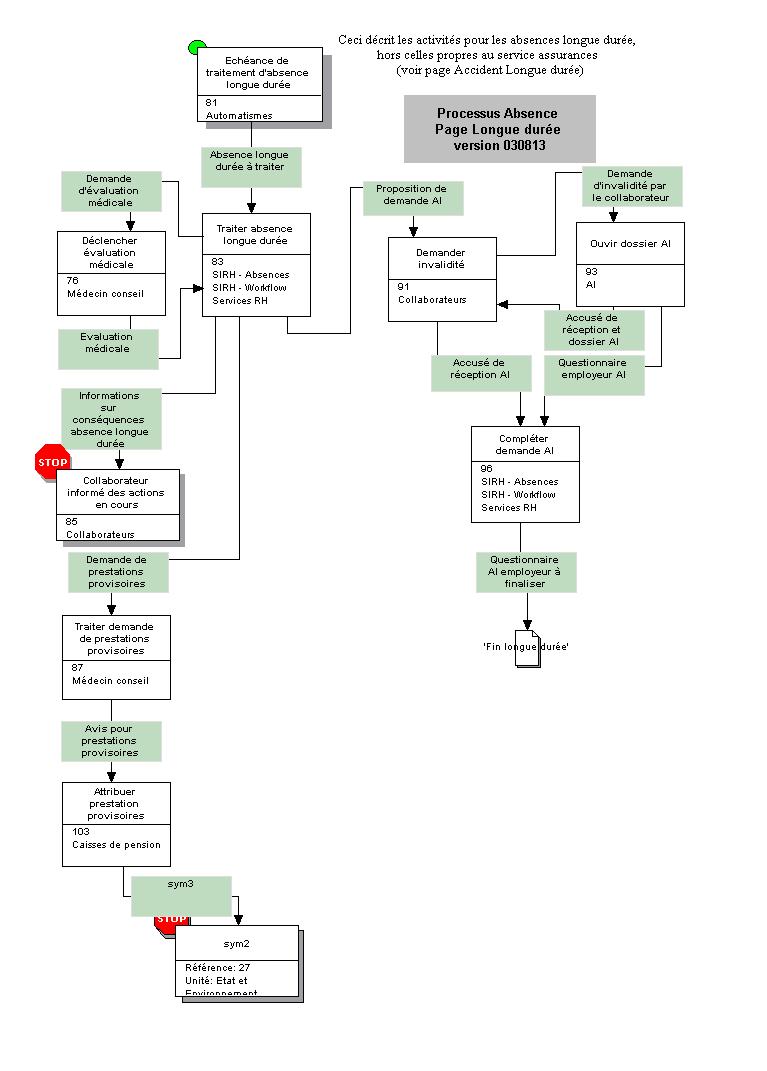 Ceci décrit les activités pour les absences longue durée,
hors celles propres au service assurances
(voir page Accident Longue durée)
Processus Absence
Page Longue durée
version 030813
Echéance de
traitement d'absence
longue durée
81
Automatismes
Absence longue
durée à traiter
Demande
d'évaluation
médicale
Déclencher
évaluation
médicale
76
Médecin conseil
Evaluation
médicale
Traiter absence
longue durée
83
SIRH - Absences
SIRH - Workflow
Services RH
Proposition de
demande AI
Demander
invalidité
91
Collaborateurs
Demande
d'invalidité par
le collaborateur
Ouvir dossier AI
93
AI
Accusé de
réception et
dossier AI
Accusé de
réception AI
Questionnaire
employeur AI
Informations
sur
conséquences
absence longue
durée
STOP
Collaborateur
informé des actions
en cours
85
Collaborateurs
Compléter
demande AI
96
SIRH - Absences
SIRH - Workflow
Services RH
Questionnaire
AI employeur à
finaliser
'Fin longue durée'
Demande de
prestations
provisoires
Traiter demande
de prestations
provisoires
87
Médecin conseil
Avis pour
prestations
provisoires
Attribuer
prestation
provisoires
103
Caisses de pension
sym3
STOP
sym2
Référence: 27
Unité: Etat et
Environnement